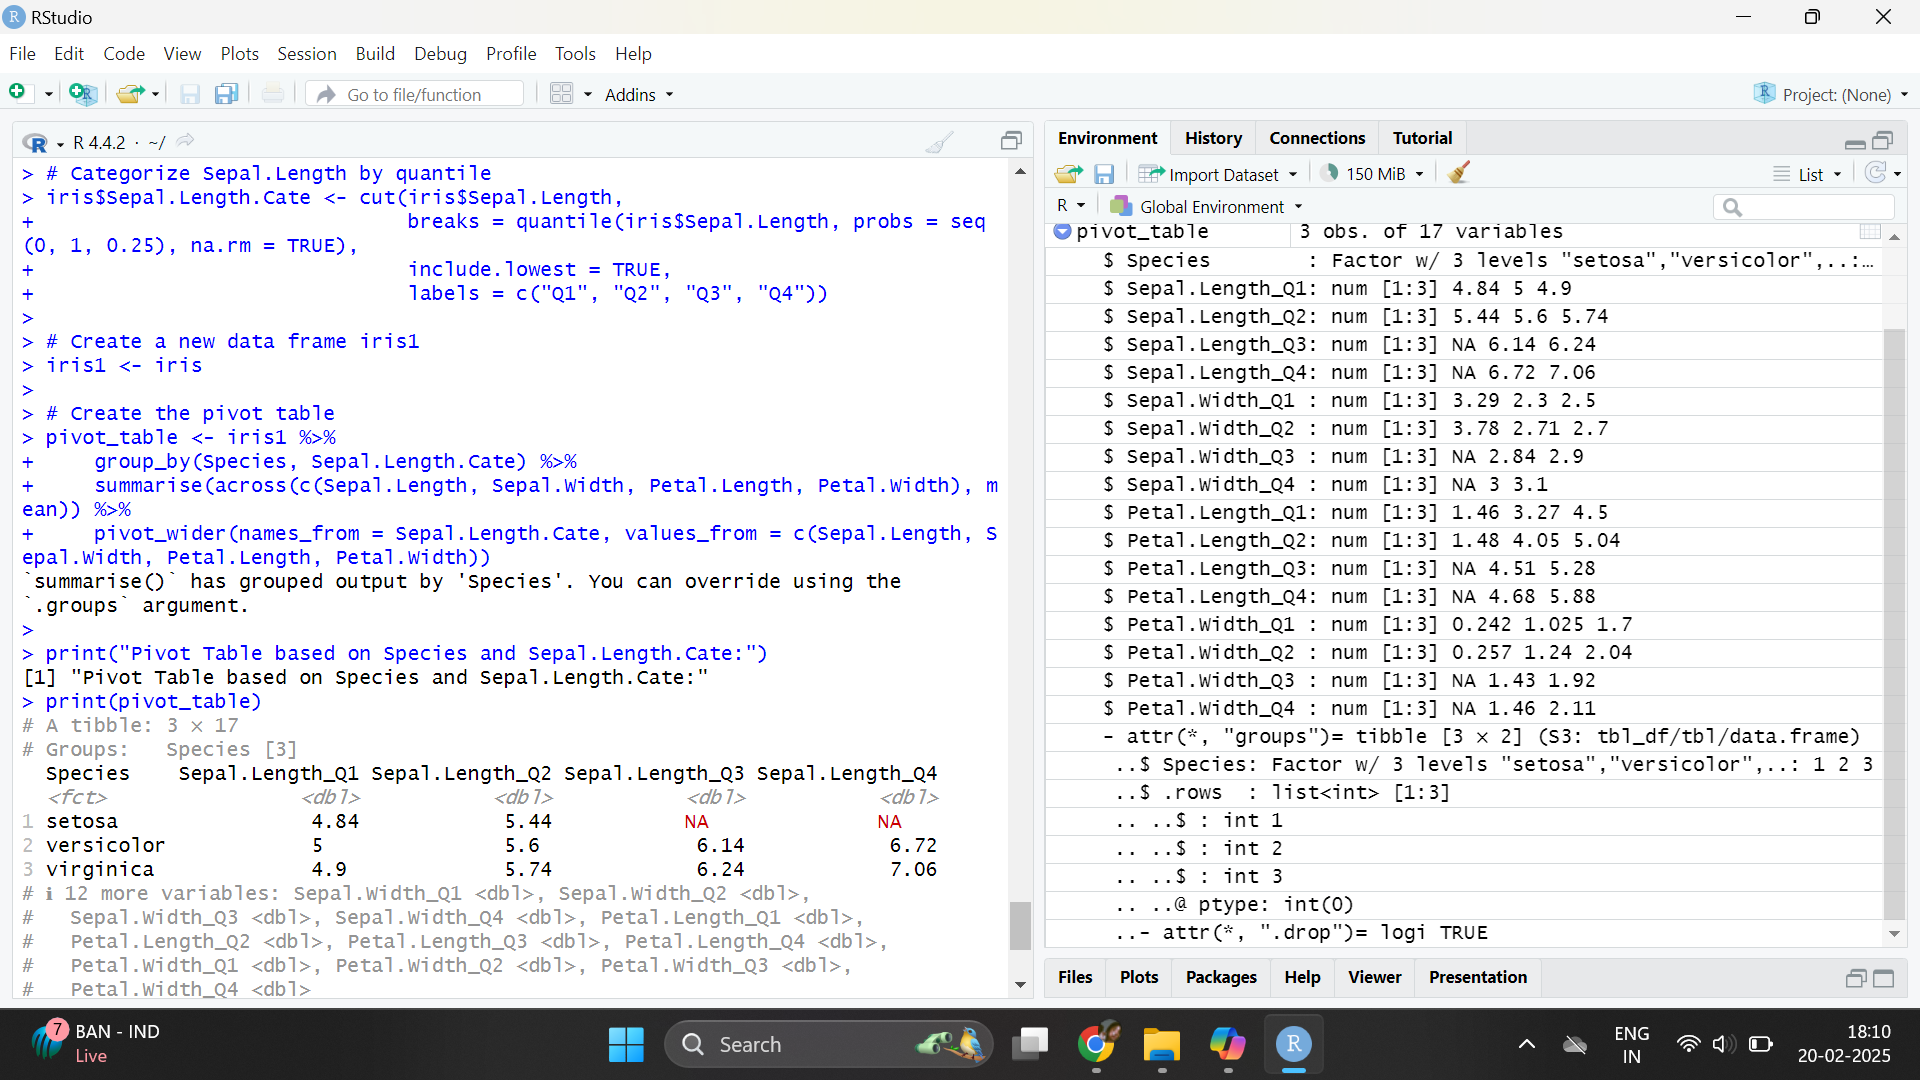 RStudio
File Edit Code View Plots Session Build Debug Profile Tools Help
Go to file/function Addins Project: (None)
R 4.4.2 · ~/
> # Categorize Sepal.Length by quantile
> iris$Sepal.Length.Cate <- cut(iris$Sepal.Length,
+ breaks = quantile(iris$Sepal.Length, probs = seq
(0, 1, 0.25), na.rm = TRUE),
+ include.lowest = TRUE,
+ labels = c("Q1", "Q2", "Q3", "Q4"))
>
> # Create a new data frame iris1
> iris1 <- iris
>
> # Create the pivot table
> pivot_table <- iris1 %>%
+ group_by(Species, Sepal.Length.Cate) %>%
+ summarise(across(c(Sepal.Length, Sepal.Width, Petal.Length, Petal.Width), m
ean)) %>%
+ pivot_wider(names_from = Sepal.Length.Cate, values_from = c(Sepal.Length, S
epal.Width, Petal.Length, Petal.Width))
`summarise()` has grouped output by 'Species'. You can override using the
`.groups` argument.
>
> print("Pivot Table based on Species and Sepal.Length.Cate:")
[1] "Pivot Table based on Species and Sepal.Length.Cate:"
> print(pivot_table)
# A tibble: 3 × 17
# Groups: Species [3]
Species Sepal.Length_Q1 Sepal.Length_Q2 Sepal.Length_Q3 Sepal.Length_Q4
<fct> <dbl> <dbl> <dbl> <dbl>
1 setosa 4.84 5.44 NA NA
2 versicolor 5 5.6 6.14 6.72
3 virginica 4.9 5.74 6.24 7.06
# ℹ 12 more variables: Sepal.Width_Q1 <dbl>, Sepal.Width_Q2 <dbl>,
# Sepal.Width_Q3 <dbl>, Sepal.Width_Q4 <dbl>, Petal.Length_Q1 <dbl>,
# Petal.Length_Q2 <dbl>, Petal.Length_Q3 <dbl>, Petal.Length_Q4 <dbl>,
# Petal.Width_Q1 <dbl>, Petal.Width_Q2 <dbl>, Petal.Width_Q3 <dbl>,
# Petal.Width_Q4 <dbl>
Environment History Connections Tutorial
Import Dataset 150 MiB List
R Global Environment
pivot_table 3 obs. of 17 variables
$ Species : Factor w/ 3 levels "setosa","versicolor",..:…
$ Sepal.Length_Q1: num [1:3] 4.84 5 4.9
$ Sepal.Length_Q2: num [1:3] 5.44 5.6 5.74
$ Sepal.Length_Q3: num [1:3] NA 6.14 6.24
$ Sepal.Length_Q4: num [1:3] NA 6.72 7.06
$ Sepal.Width_Q1 : num [1:3] 3.29 2.3 2.5
$ Sepal.Width_Q2 : num [1:3] 3.78 2.71 2.7
$ Sepal.Width_Q3 : num [1:3] NA 2.84 2.9
$ Sepal.Width_Q4 : num [1:3] NA 3 3.1
$ Petal.Length_Q1: num [1:3] 1.46 3.27 4.5
$ Petal.Length_Q2: num [1:3] 1.48 4.05 5.04
$ Petal.Length_Q3: num [1:3] NA 4.51 5.28
$ Petal.Length_Q4: num [1:3] NA 4.68 5.88
$ Petal.Width_Q1 : num [1:3] 0.242 1.025 1.7
$ Petal.Width_Q2 : num [1:3] 0.257 1.24 2.04
$ Petal.Width_Q3 : num [1:3] NA 1.43 1.92
$ Petal.Width_Q4 : num [1:3] NA 1.46 2.11
- attr(*, "groups")= tibble [3 × 2] (S3: tbl_df/tbl/data.frame)
..$ Species: Factor w/ 3 levels "setosa","versicolor",..: 1 2 3
..$ .rows : list<int> [1:3]
.. ..$ : int 1
.. ..$ : int 2
.. ..$ : int 3
.. ..@ ptype: int(0)
..- attr(*, ".drop")= logi TRUE
Files Plots Packages Help Viewer Presentation
7 BAN - IND
Live
Search
ENG
IN
18:10
20-02-2025